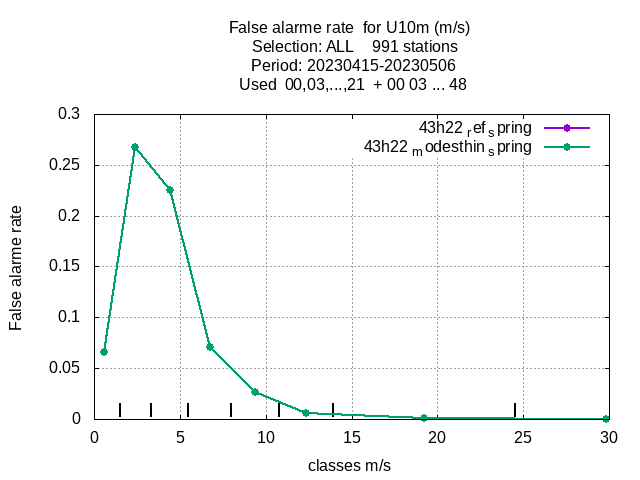 False alarme rate  for U10m (m/s)
Selection: ALL    991 stations
Period: 20230415-20230506
Used  00,03,...,21  + 00 03 ... 48
0.3
0.25
0.2
0.15
0.1
0.05
0
False alarme rate
43h22 ref spring
43h22 modesthin spring
0 5 10 15 20 25 30
classes m/s